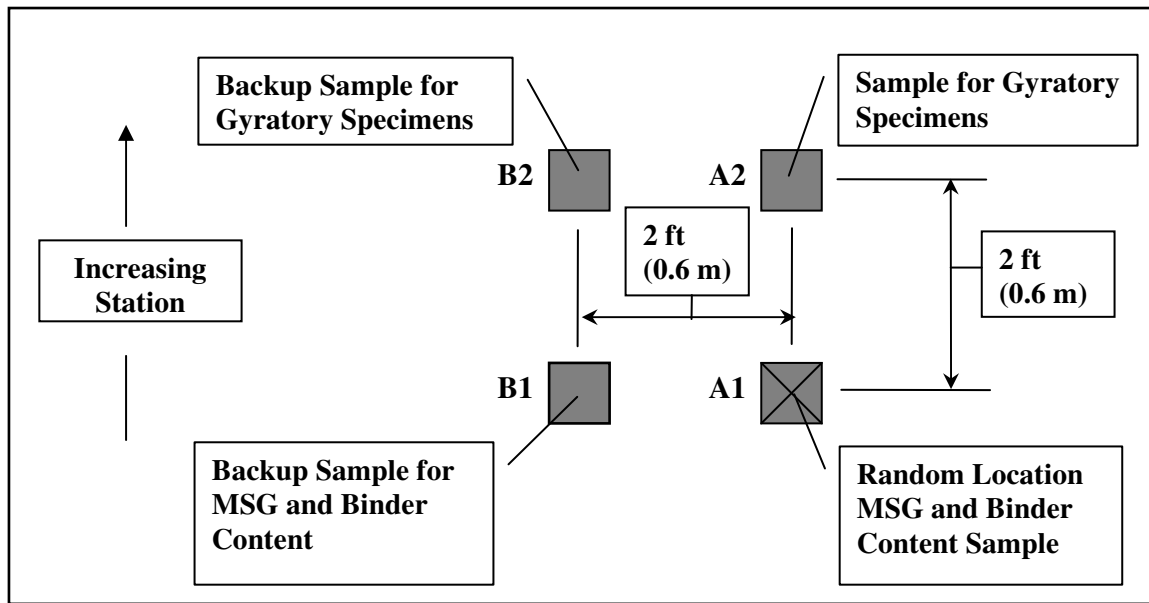 Backup Sample for
Gyratory Specimens
Sample for Gyratory
Specimens
B2
A2
2 ft
(0.6 m)
2 ft
(0.6 m)
Increasing
Station
B1
A1
Backup Sample for
MSG and Binder
Content
Random Location
MSG and Binder
Content Sample